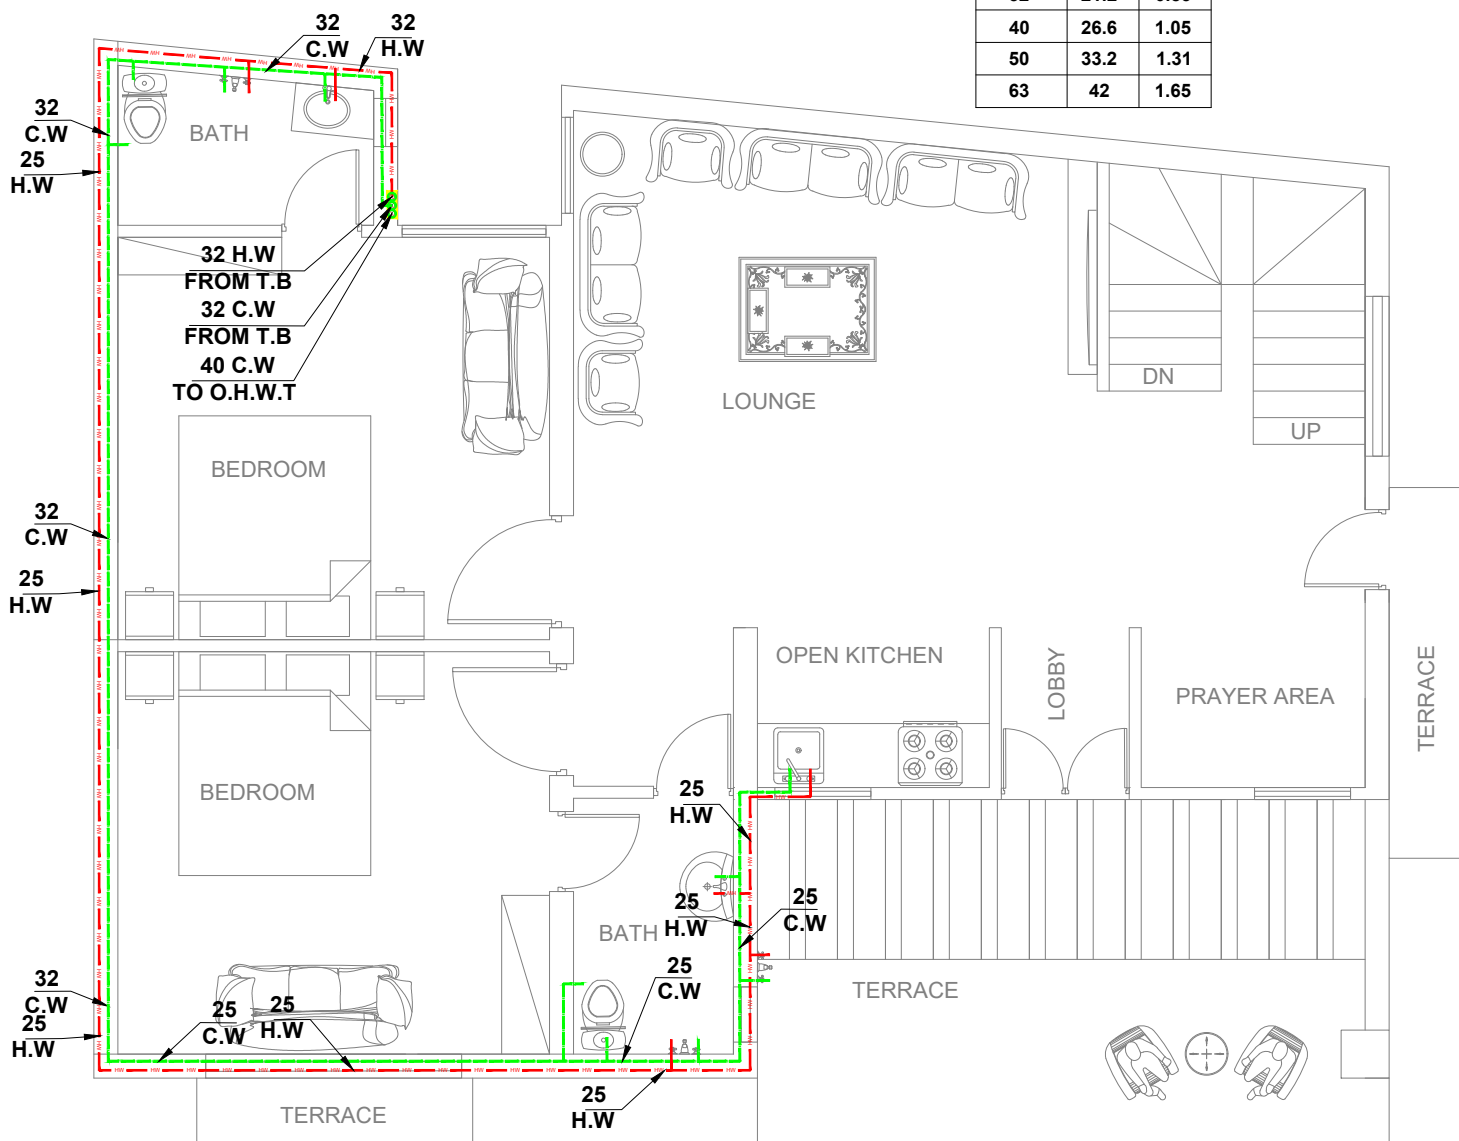 40 26.6 1.05
50 33.2 1.31
63 42 1.65
32
C.W
32
H.W
32
C.W
25
H.W
BATH
32 H.W
FROM T.B
32 C.W
FROM T.B
40 C.W
TO O.H.W.T
LOUNGE
DN
UP
BEDROOM
32
C.W
25
H.W
OPEN KITCHEN
LOBBY
PRAYER AREA
TERRACE
BEDROOM
25
H.W
25
H.W
25
C.W
BATH
25
C.W
TERRACE
32
C.W
25
H.W
25
C.W
25
H.W
25
H.W
TERRACE